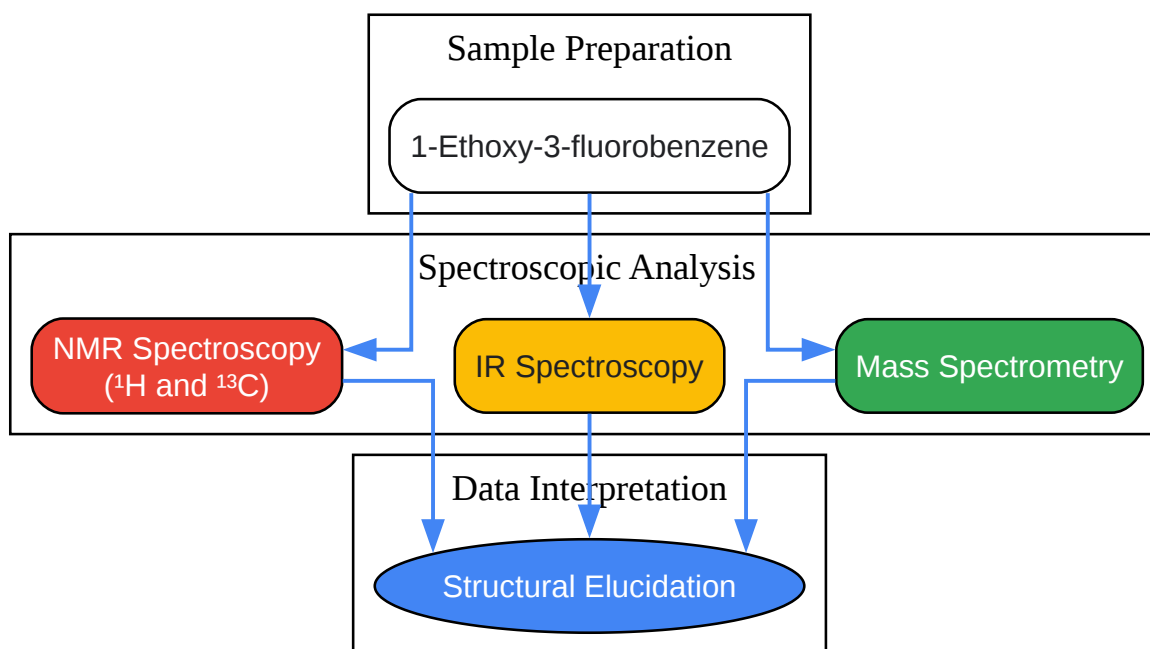 Sample Preparation
1-Ethoxy-3-fluorobenzene
Spectroscopic Analysis
NMR Spectroscopy
(¹H and ¹³C)
IR Spectroscopy
Mass Spectrometry
Data Interpretation
Structural Elucidation